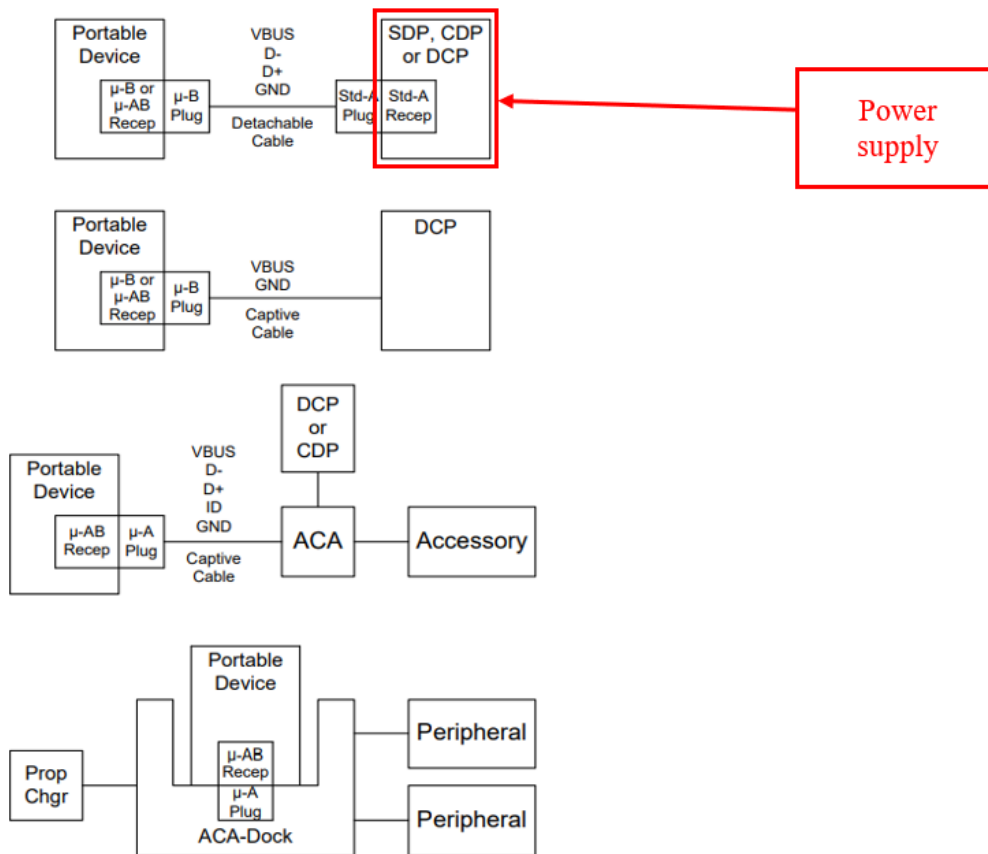 Portable
Device
µ-B or
µ-AB
Recep
µ-B
Plug
VBUS
D-
D+
GND
Detachable
Cable
Std-A
Plug
SDP, CDP
or DCP
Std-A
Recep
Power
supply
Portable
Device
µ-B or
µ-AB
Recep
µ-B
Plug
VBUS
GND
Captive
Cable
DCP
Portable
Device
µ-AB
Recep
µ-A
Plug
VBUS
D-
D+
ID
GND
Captive
Cable
DCP
or
CDP
ACA
Accessory
Prop
Chgr
Portable
Device
µ-AB
Recep
µ-A
Plug
ACA-Dock
Peripheral
Peripheral